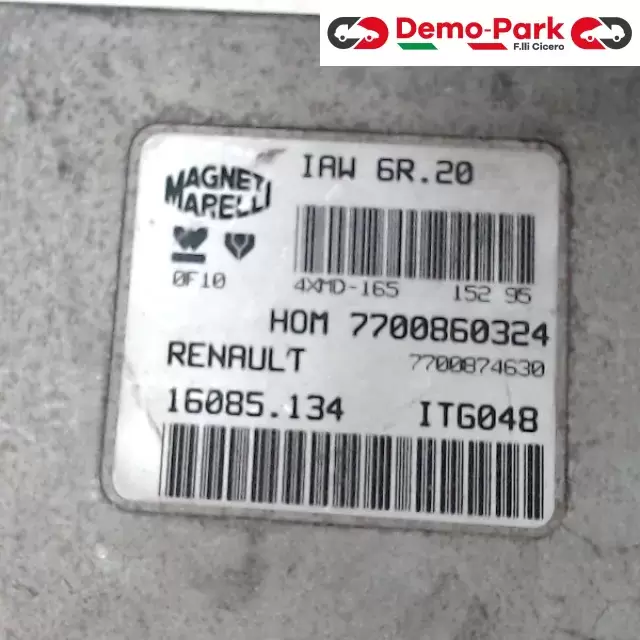 Demo-Park
F.lli Cicero
MAGNETI MARELLI
IAW 6R.20
0F10
4XMD-165 152 95
HOM 7700860324
RENAULT 7700874630
16085.134 ITG048